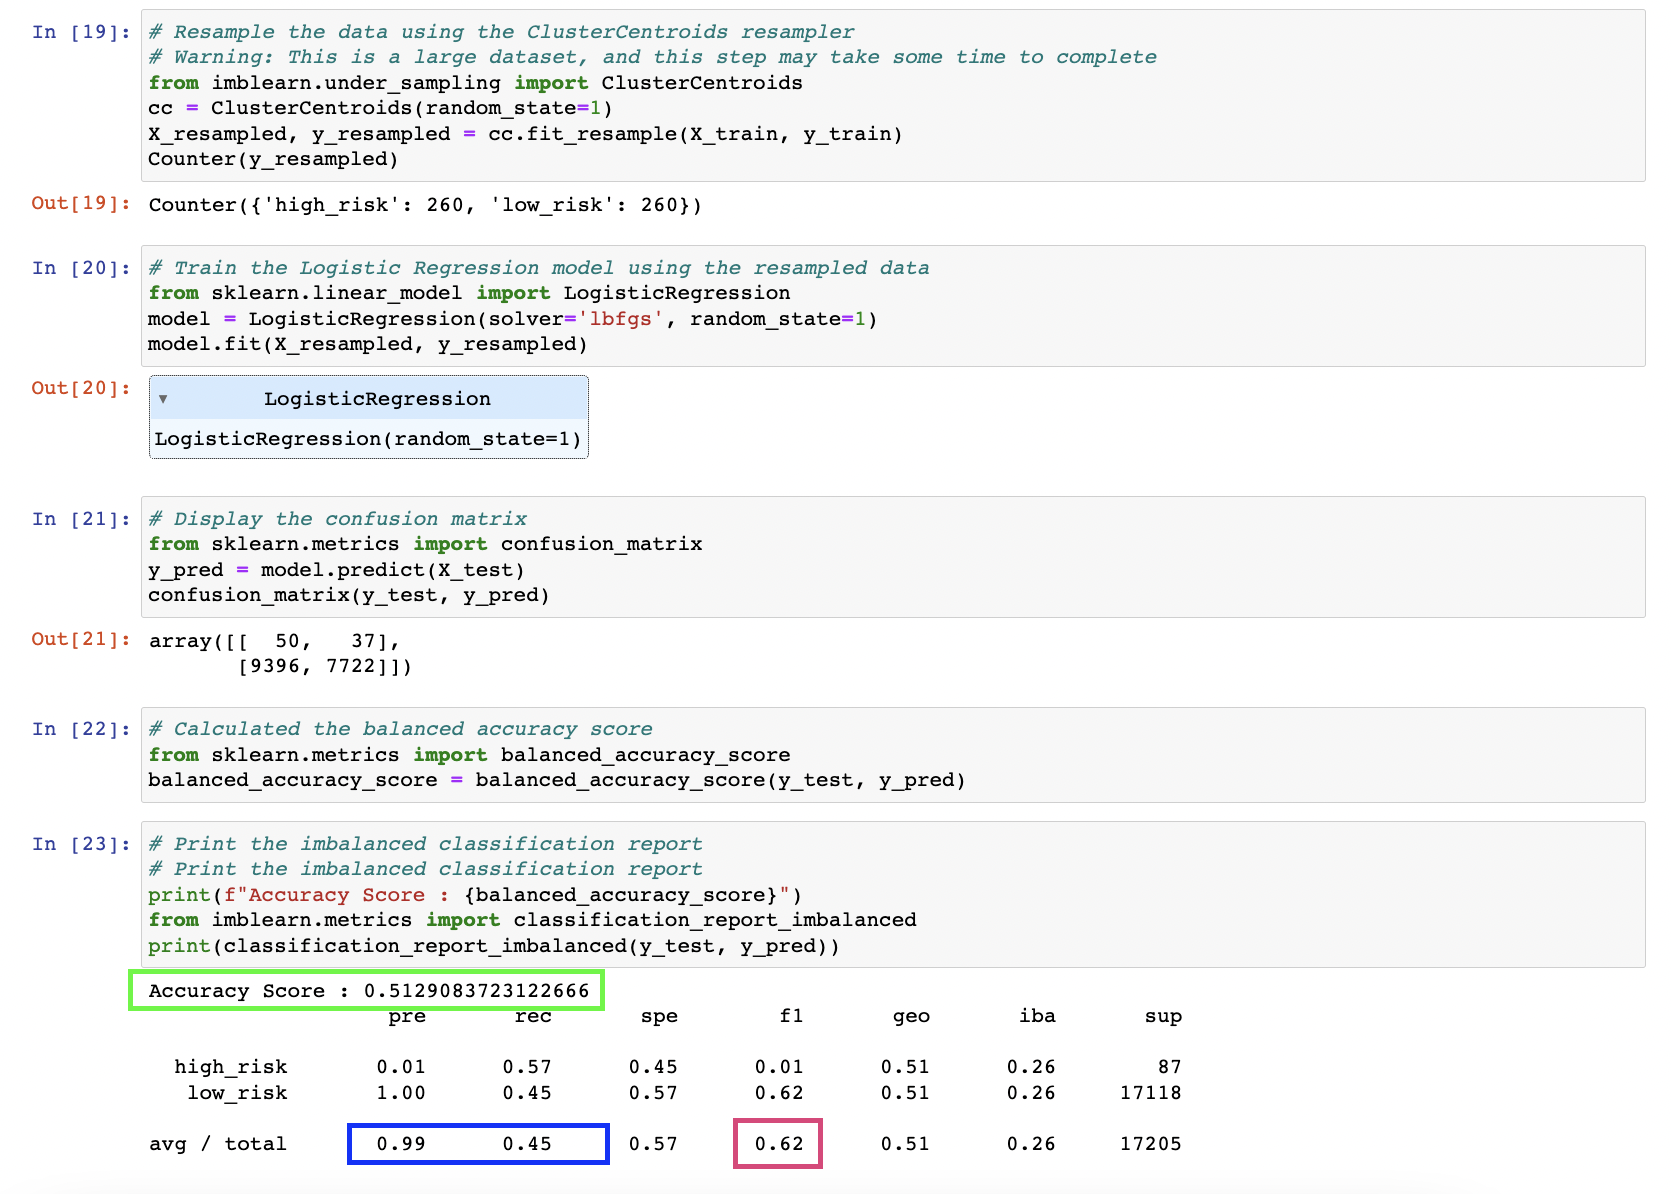 In [19]: # Resample the data using the ClusterCentroids resampler
# Warning: This is a large dataset, and this step may take some time to complete
from imblearn.under_sampling import ClusterCentroids
cc = ClusterCentroids(random_state=1)
X_resampled, y_resampled = cc.fit_resample(X_train, y_train)
Counter(y_resampled)
Out[19]: Counter({'high_risk': 260, 'low_risk': 260})
In [20]: # Train the Logistic Regression model using the resampled data
from sklearn.linear_model import LogisticRegression
model = LogisticRegression(solver='lbfgs', random_state=1)
model.fit(X_resampled, y_resampled)
Out[20]: ▾ LogisticRegression
LogisticRegression(random_state=1)
In [21]: # Display the confusion matrix
from sklearn.metrics import confusion_matrix
y_pred = model.predict(X_test)
confusion_matrix(y_test, y_pred)
Out[21]: array([[  50,   37],
       [9396, 7722]])
In [22]: # Calculated the balanced accuracy score
from sklearn.metrics import balanced_accuracy_score
balanced_accuracy_score = balanced_accuracy_score(y_test, y_pred)
In [23]: # Print the imbalanced classification report
# Print the imbalanced classification report
print(f"Accuracy Score : {balanced_accuracy_score}")
from imblearn.metrics import classification_report_imbalanced
print(classification_report_imbalanced(y_test, y_pred))
Accuracy Score : 0.5129083723122666
pre rec spe f1 geo iba sup
high_risk 0.01 0.57 0.45 0.01 0.51 0.26 87
low_risk 1.00 0.45 0.57 0.62 0.51 0.26 17118
avg / total 0.99 0.45 0.57 0.62 0.51 0.26 17205